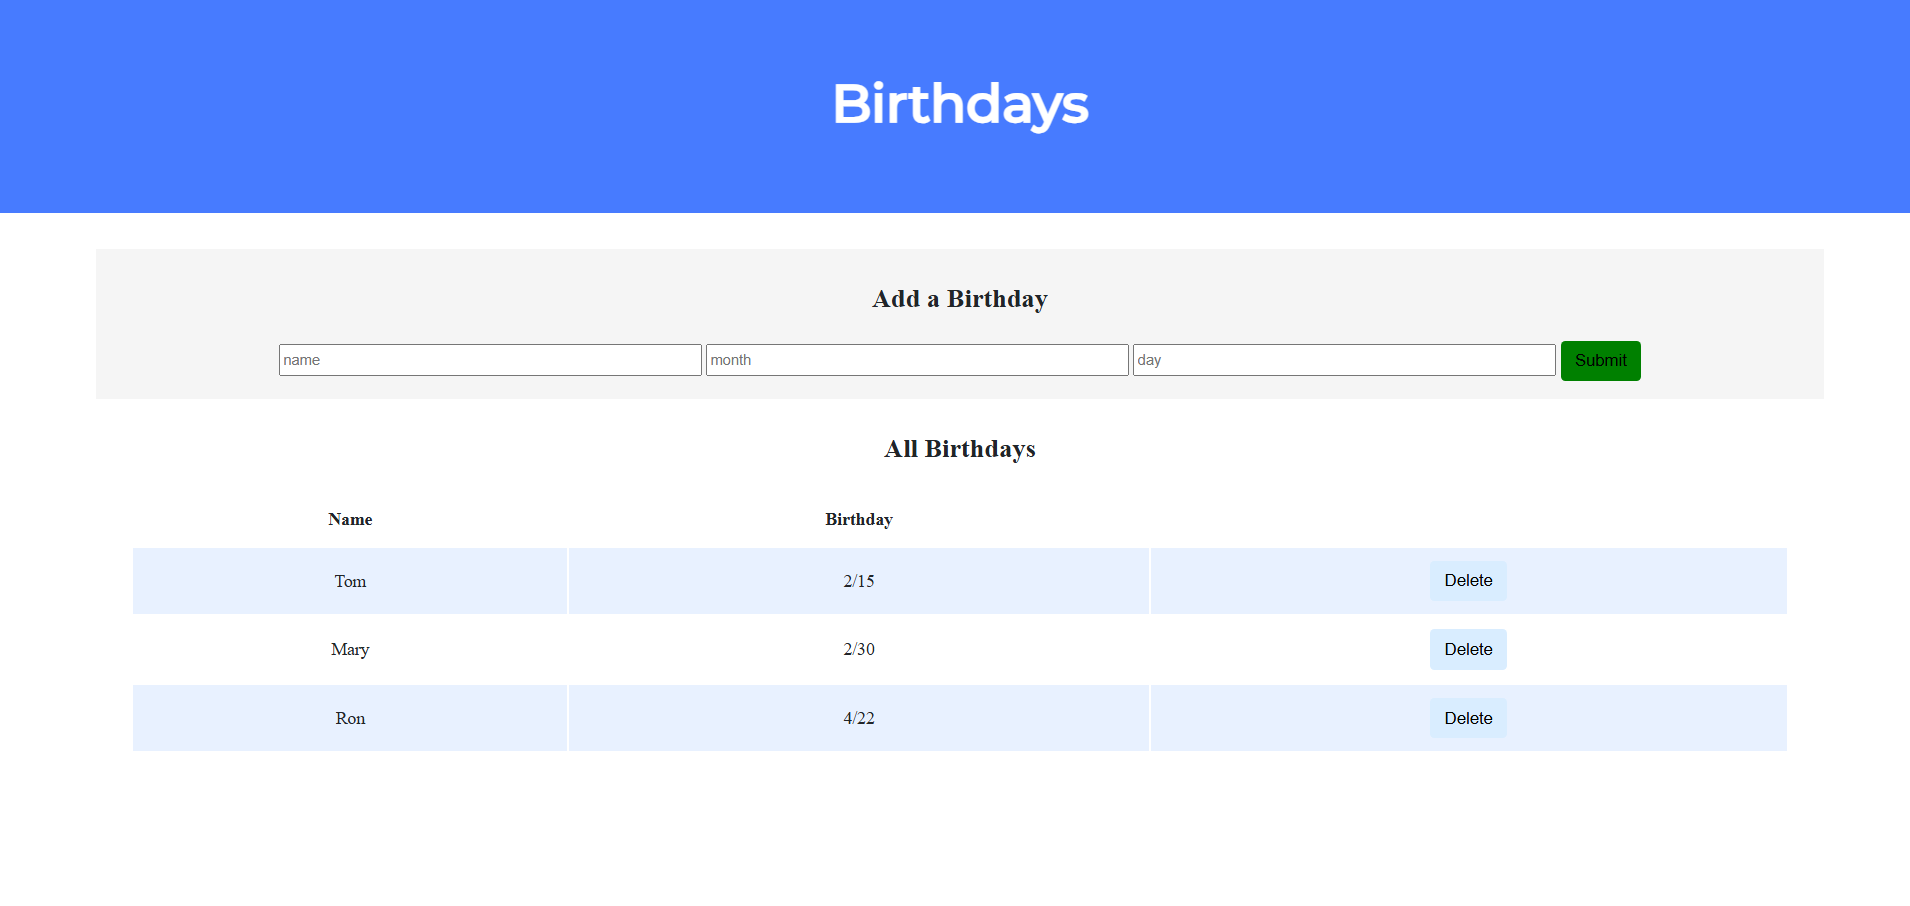 Birthdays
Add a Birthday
name month day Submit
All Birthdays
Name Birthday
Tom 2/15 Delete
Mary 2/30 Delete
Ron 4/22 Delete